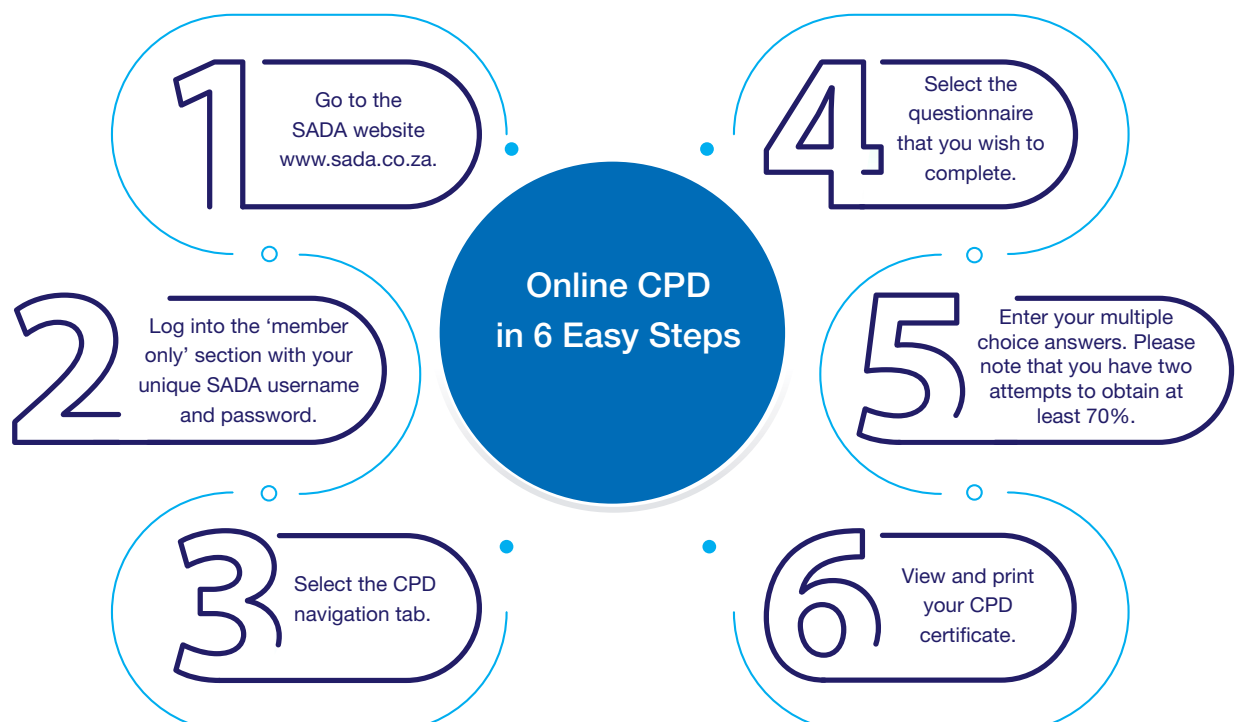 Online CPD
in 6 Easy Steps
1
Go to the
SADA website
www.sada.co.za.
2
Log into the ‘member
only’ section with your
unique SADA username
and password.
3
Select the CPD
navigation tab.
4
Select the
questionnaire
that you wish to
complete.
5
Enter your multiple
choice answers. Please
note that you have two
attempts to obtain at
least 70%.
6
View and print
your CPD
certificate.